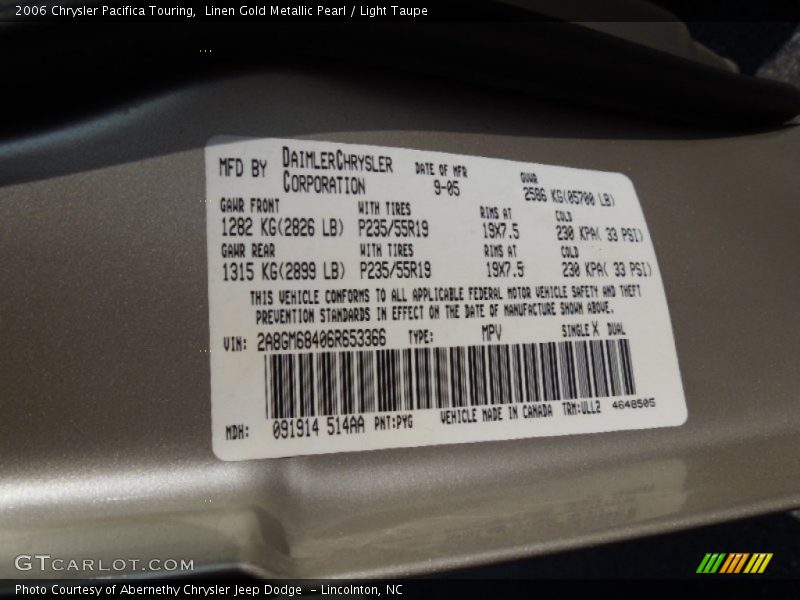 2006 Chrysler Pacifica Touring,  Linen Gold Metallic Pearl / Light Taupe
MFD BY DAIMLERCHRYSLER CORPORATION DATE OF MFR 9-05 GVWR 2586 KG(05700 LB)
GAWR FRONT WITH TIRES RIMS AT COLD
1282 KG(2826 LB) P235/55R19 19X7.5 230 KPA( 33 PSI)
GAWR REAR WITH TIRES RIMS AT COLD
1315 KG(2899 LB) P235/55R19 19X7.5 230 KPA( 33 PSI)
THIS VEHICLE CONFORMS TO ALL APPLICABLE FEDERAL MOTOR VEHICLE SAFETY AND THEFT
PREVENTION STANDARDS IN EFFECT ON THE DATE OF MANUFACTURE SHOWN ABOVE.
VIN: 2A8GM68406R653366 TYPE: MPV SINGLE X DUAL
MDH: 091914 514AA PNT:PYG VEHICLE MADE IN CANADA TRM:ULL2 4648505
GTCARLOT.COM
Photo Courtesy of Abernethy Chrysler Jeep Dodge  – Lincolnton, NC